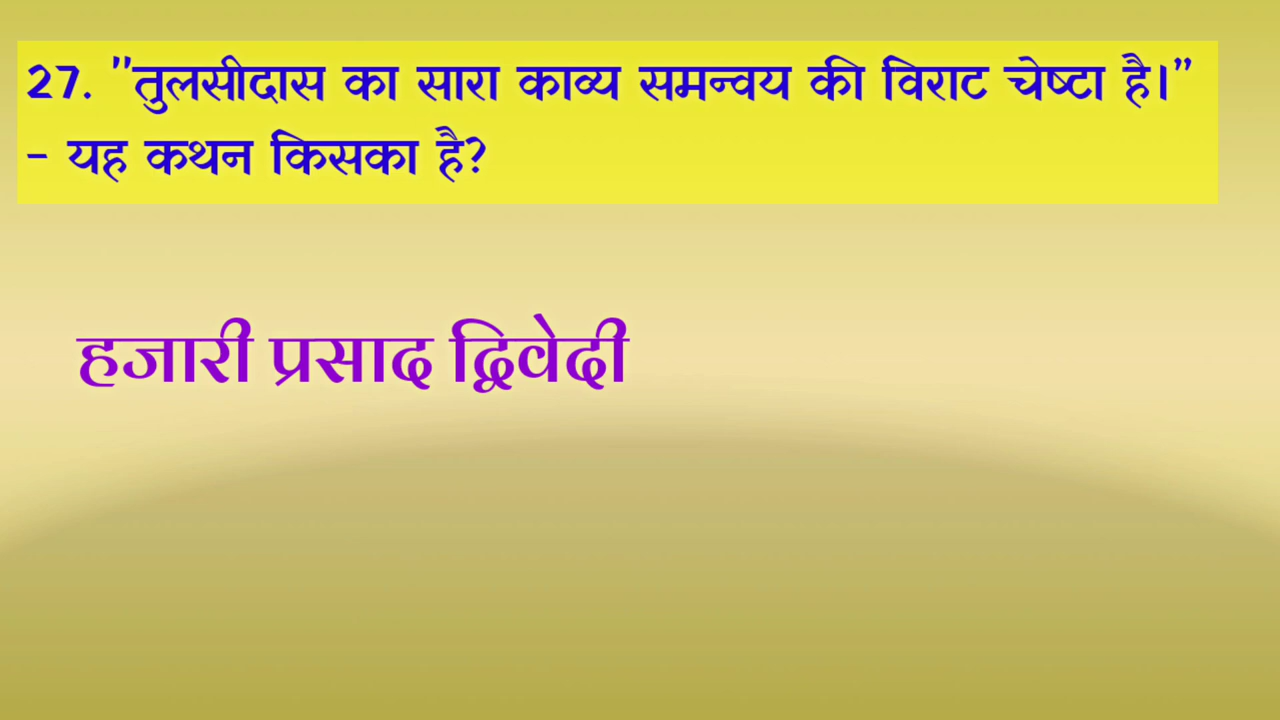 27. "तुलसीदास का सारा काव्य समन्वय की विराट चेष्टा है।”
- यह कथन किसका है?
हजारी प्रसाद द्विवेदी